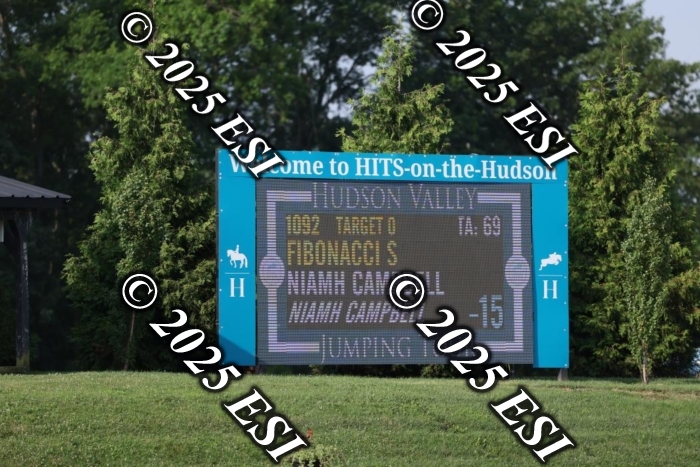 Welcome to HITS-on-the-Hudson
HUDSON VALLEY
1092 TARGET 0 TA: 69
FIBONACCI S
NIAMH CAMPBELL
NIAMH CAMPBELL -15
JUMPING
H H
© 2025 ESI
© 2025 ESI
© 2025 ESI
© 2025 ESI